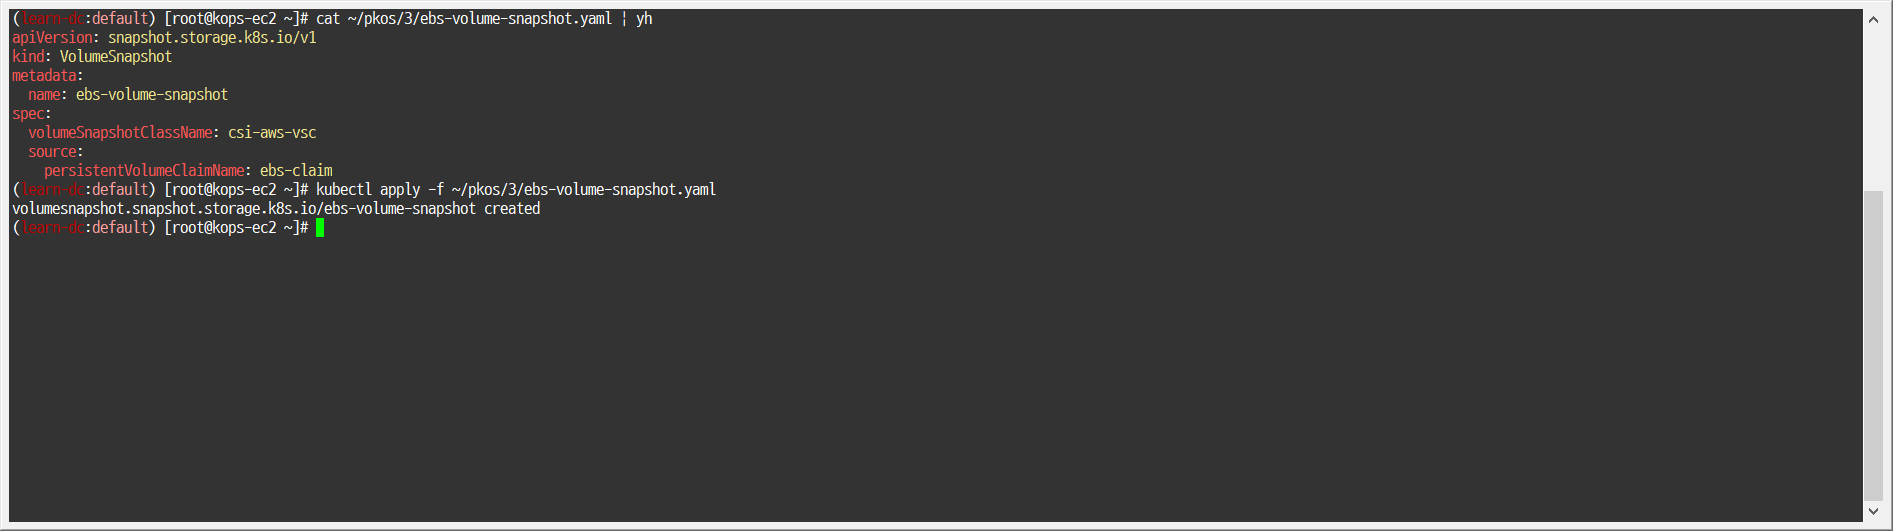 (learn-dc:default) [root@kops-ec2 ~]# cat ~/pkos/3/ebs-volume-snapshot.yaml | yh
apiVersion: snapshot.storage.k8s.io/v1
kind: VolumeSnapshot
metadata:
  name: ebs-volume-snapshot
spec:
  volumeSnapshotClassName: csi-aws-vsc
  source:
    persistentVolumeClaimName: ebs-claim
(learn-dc:default) [root@kops-ec2 ~]# kubectl apply -f ~/pkos/3/ebs-volume-snapshot.yaml
volumesnapshot.snapshot.storage.k8s.io/ebs-volume-snapshot created
(learn-dc:default) [root@kops-ec2 ~]#